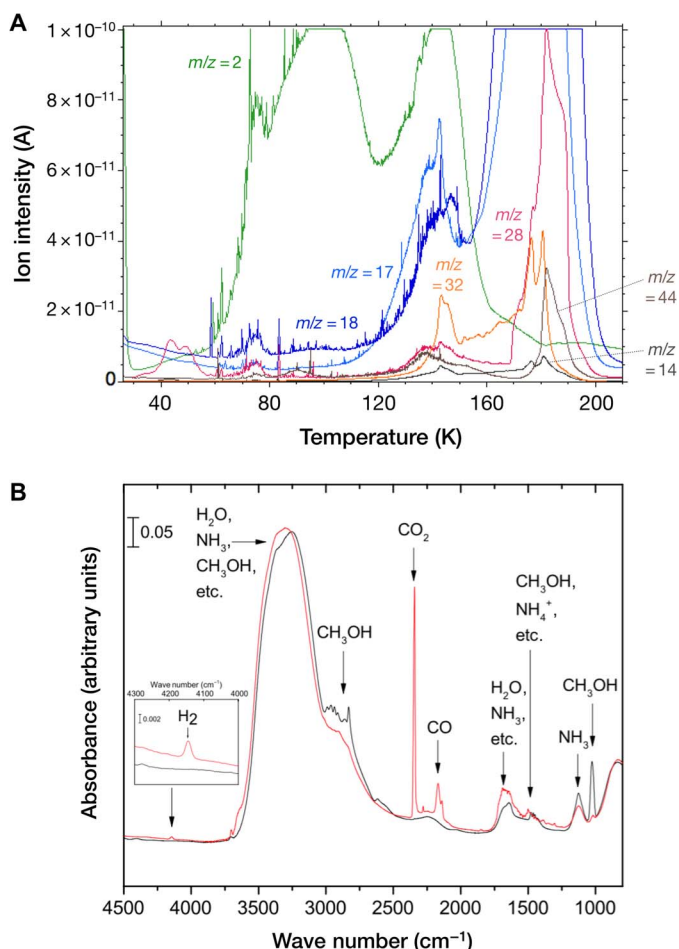 A
1 × 10⁻¹⁰
8 × 10⁻¹¹
6 × 10⁻¹¹
4 × 10⁻¹¹
2 × 10⁻¹¹
0
Ion intensity (A)
m/z = 2
m/z = 17
m/z = 18
m/z
= 32
m/z
= 28
m/z
= 44
m/z
= 14
40 80 120 160 200
Temperature (K)
B
0.05
H₂O,
NH₃,
CH₃OH,
etc.
CH₃OH
CO₂
CO
CH₃OH,
NH₄⁺,
etc.
H₂O,
NH₃,
etc.
NH₃
CH₃OH
Wave number (cm⁻¹)
4300 4200 4100 4000
0.002
H₂
Absorbance (arbitrary units)
4500 4000 3500 3000 2500 2000 1500 1000
Wave number (cm⁻¹)